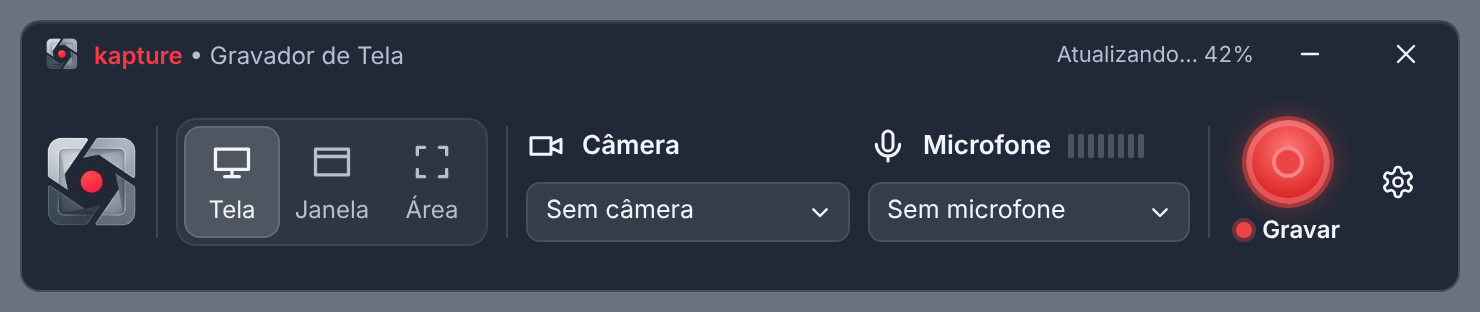 kapture • Gravador de Tela
Atualizando... 42%
Tela
Janela
Área
Câmera
Sem câmera
Microfone
Sem microfone
Gravar